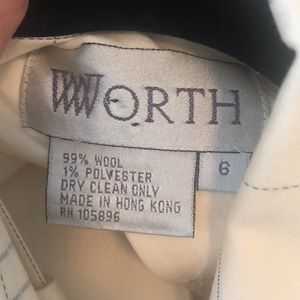 WORTH
99% WOOL
1% POLYESTER
DRY CLEAN ONLY
MADE IN HONG KONG
RN 105896
6